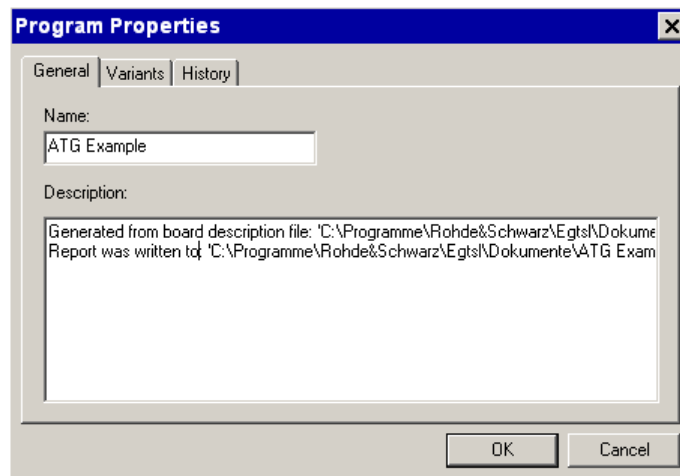 Program Properties
General Variants History
Name:
ATG Example
Description:
Generated from board description file: 'C:\Programme\Rohde&Schwarz\Egtsl\Dokume
Report was written to: 'C:\Programme\Rohde&Schwarz\Egtsl\Dokumente\ATG Exam
OK Cancel